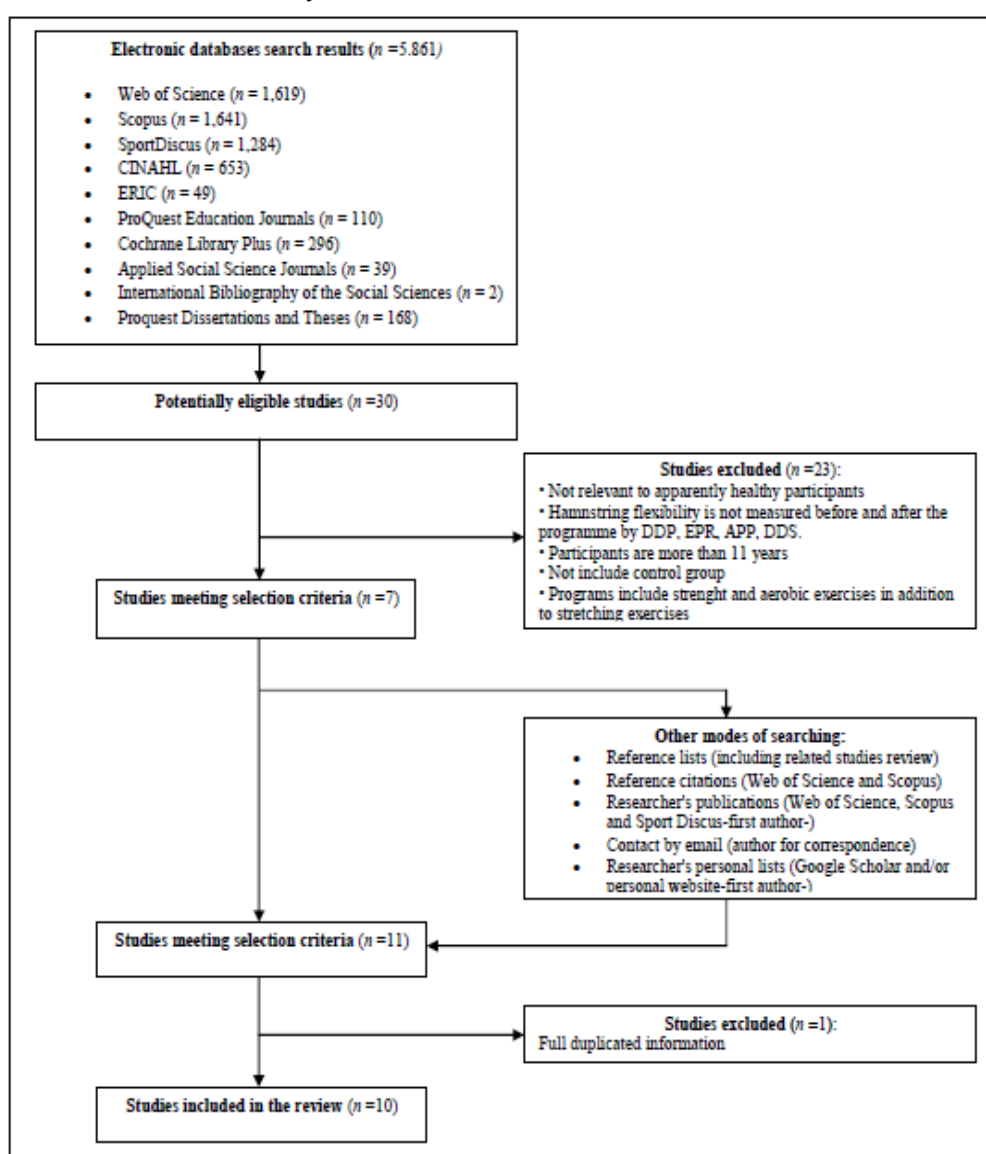 Electronic databases search results (n =5.861)
• Web of Science (n = 1,619)
• Scopus (n = 1,641)
• SportDiscus (n = 1,284)
• CINAHL (n = 653)
• ERIC (n = 49)
• ProQuest Education Journals (n = 110)
• Cochrane Library Plus (n = 296)
• Applied Social Science Journals (n = 39)
• International Bibliography of the Social Sciences (n = 2)
• Proquest Dissertations and Theses (n = 168)
Potentially eligible studies (n =30)
Studies excluded (n =23):
• Not relevant to apparently healthy participants
• Hamnstring flexibility is not measured before and after the
programme by DDP, EPR, APP, DDS.
• Participants are more than 11 years
• Not include control group
• Programs include strenght and aerobic exercises in addition
to stretching exercises
Studies meeting selection criteria (n =7)
Other modes of searching:
• Reference lists (including related studies review)
• Reference citations (Web of Science and Scopus)
• Researcher's publications (Web of Science, Scopus
and Sport Discus-first author-)
• Contact by email (author for correspondence)
• Researcher's personal lists (Google Scholar and/or
personal website-first author-)
Studies meeting selection criteria (n =11)
Studies excluded (n =1):
Full duplicated information
Studies included in the review (n =10)